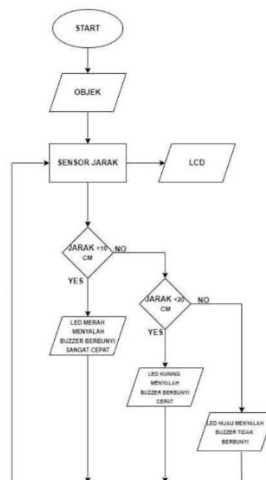 START
OBJEK
SENSOR JARAK
LCD
JARAK <10
CM
NO
YES
JARAK <20
CM
NO
YES
LED MERAH
MENYALAH
BUZZER BERBUNYI
SANGAT CEPAT
LED KUNING
MENYALAH
BUZZER BERBUNYI
CEPAT
LED HIJAU MENYALAH
BUZZER TIDAK
BERBUNYI